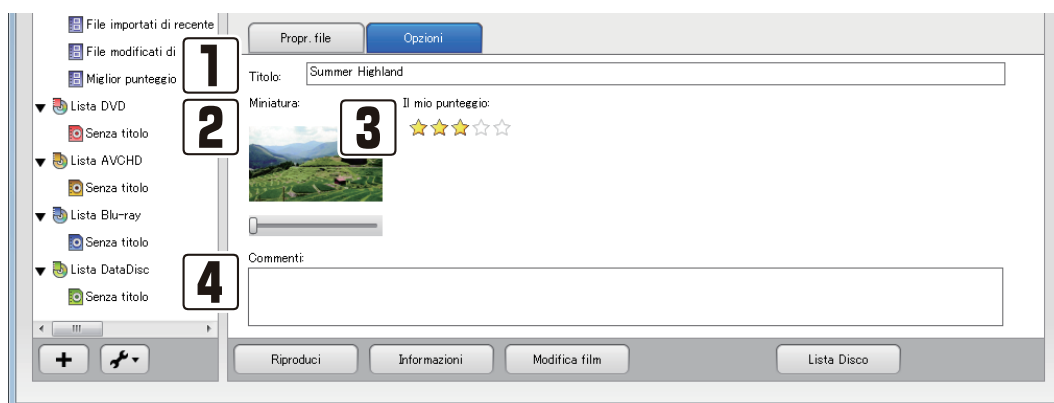 File importati di recente
File modificati di
Miglior punteggio
Lista DVD
Senza titolo
Lista AVCHD
Senza titolo
Lista Blu-ray
Senza titolo
Lista DataDisc
Senza titolo
Propr. file
Opzioni
1
Titolo:
Summer Highland
2
Miniatura:
3
Il mio punteggio:
4
Commenti:
Riproduci
Informazioni
Modifica film
Lista Disco